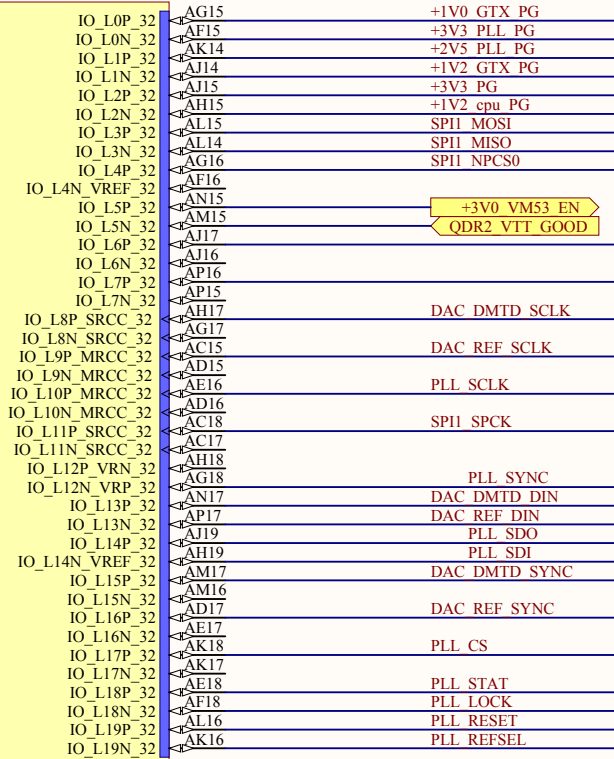 IO_L0P_32 AG15 +1V0_GTX_PG
IO_L0N_32 AF15 +3V3_PLL_PG
IO_L1P_32 AK14 +2V5_PLL_PG
IO_L1N_32 AJ14 +1V2_GTX_PG
IO_L2P_32 AJ15 +3V3_PG
IO_L2N_32 AH15 +1V2_cpu_PG
IO_L3P_32 AL15 SPI1_MOSI
IO_L3N_32 AL14 SPI1_MISO
IO_L4P_32 AG16 SPI1_NPCS0
IO_L4N_VREF_32 AF16
IO_L5P_32 AN15 +3V0_VM53_EN
IO_L5N_32 AM15 QDR2_VTT_GOOD
IO_L6P_32 AJ17
IO_L6N_32 AJ16
IO_L7P_32 AP16
IO_L7N_32 AP15
IO_L8P_SRCC_32 AH17 DAC_DMTD_SCLK
IO_L8N_SRCC_32 AG17
IO_L9P_MRCC_32 AC15 DAC_REF_SCLK
IO_L9N_MRCC_32 AD15
IO_L10P_MRCC_32 AE16 PLL_SCLK
IO_L10N_MRCC_32 AD16
IO_L11P_SRCC_32 AC18 SPI1_SPCK
IO_L11N_SRCC_32 AC17
IO_L12P_VRN_32 AH18
IO_L12N_VRP_32 AG18 PLL_SYNC
IO_L13P_32 AN17 DAC_DMTD_DIN
IO_L13N_32 AP17 DAC_REF_DIN
IO_L14P_32 AJ19 PLL_SDO
IO_L14N_VREF_32 AH19 PLL_SDI
IO_L15P_32 AM17 DAC_DMTD_SYNC
IO_L15N_32 AM16
IO_L16P_32 AD17 DAC_REF_SYNC
IO_L16N_32 AE17
IO_L17P_32 AK18 PLL_CS
IO_L17N_32 AK17
IO_L18P_32 AE18 PLL_STAT
IO_L18N_32 AF18 PLL_LOCK
IO_L19P_32 AL16 PLL_RESET
IO_L19N_32 AK16 PLL_REFSEL